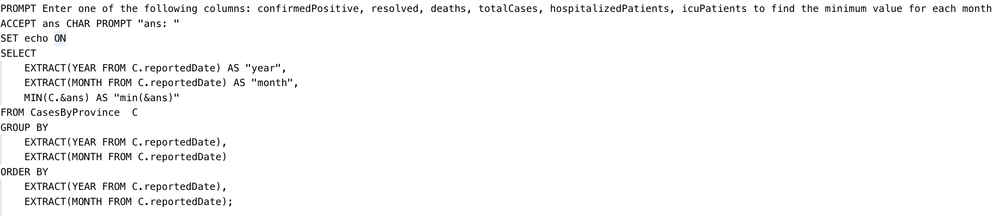 PROMPT Enter one of the following columns: confirmedPositive, resolved, deaths, totalCases, hospitalizedPatients, icuPatients to find the minimum value for each month
ACCEPT ans CHAR PROMPT "ans: "
SET echo ON
SELECT
    EXTRACT(YEAR FROM C.reportedDate) AS "year",
    EXTRACT(MONTH FROM C.reportedDate) AS "month",
    MIN(C.&ans) AS "min(&ans)"
FROM CasesByProvince  C
GROUP BY
    EXTRACT(YEAR FROM C.reportedDate),
    EXTRACT(MONTH FROM C.reportedDate)
ORDER BY
    EXTRACT(YEAR FROM C.reportedDate),
    EXTRACT(MONTH FROM C.reportedDate);